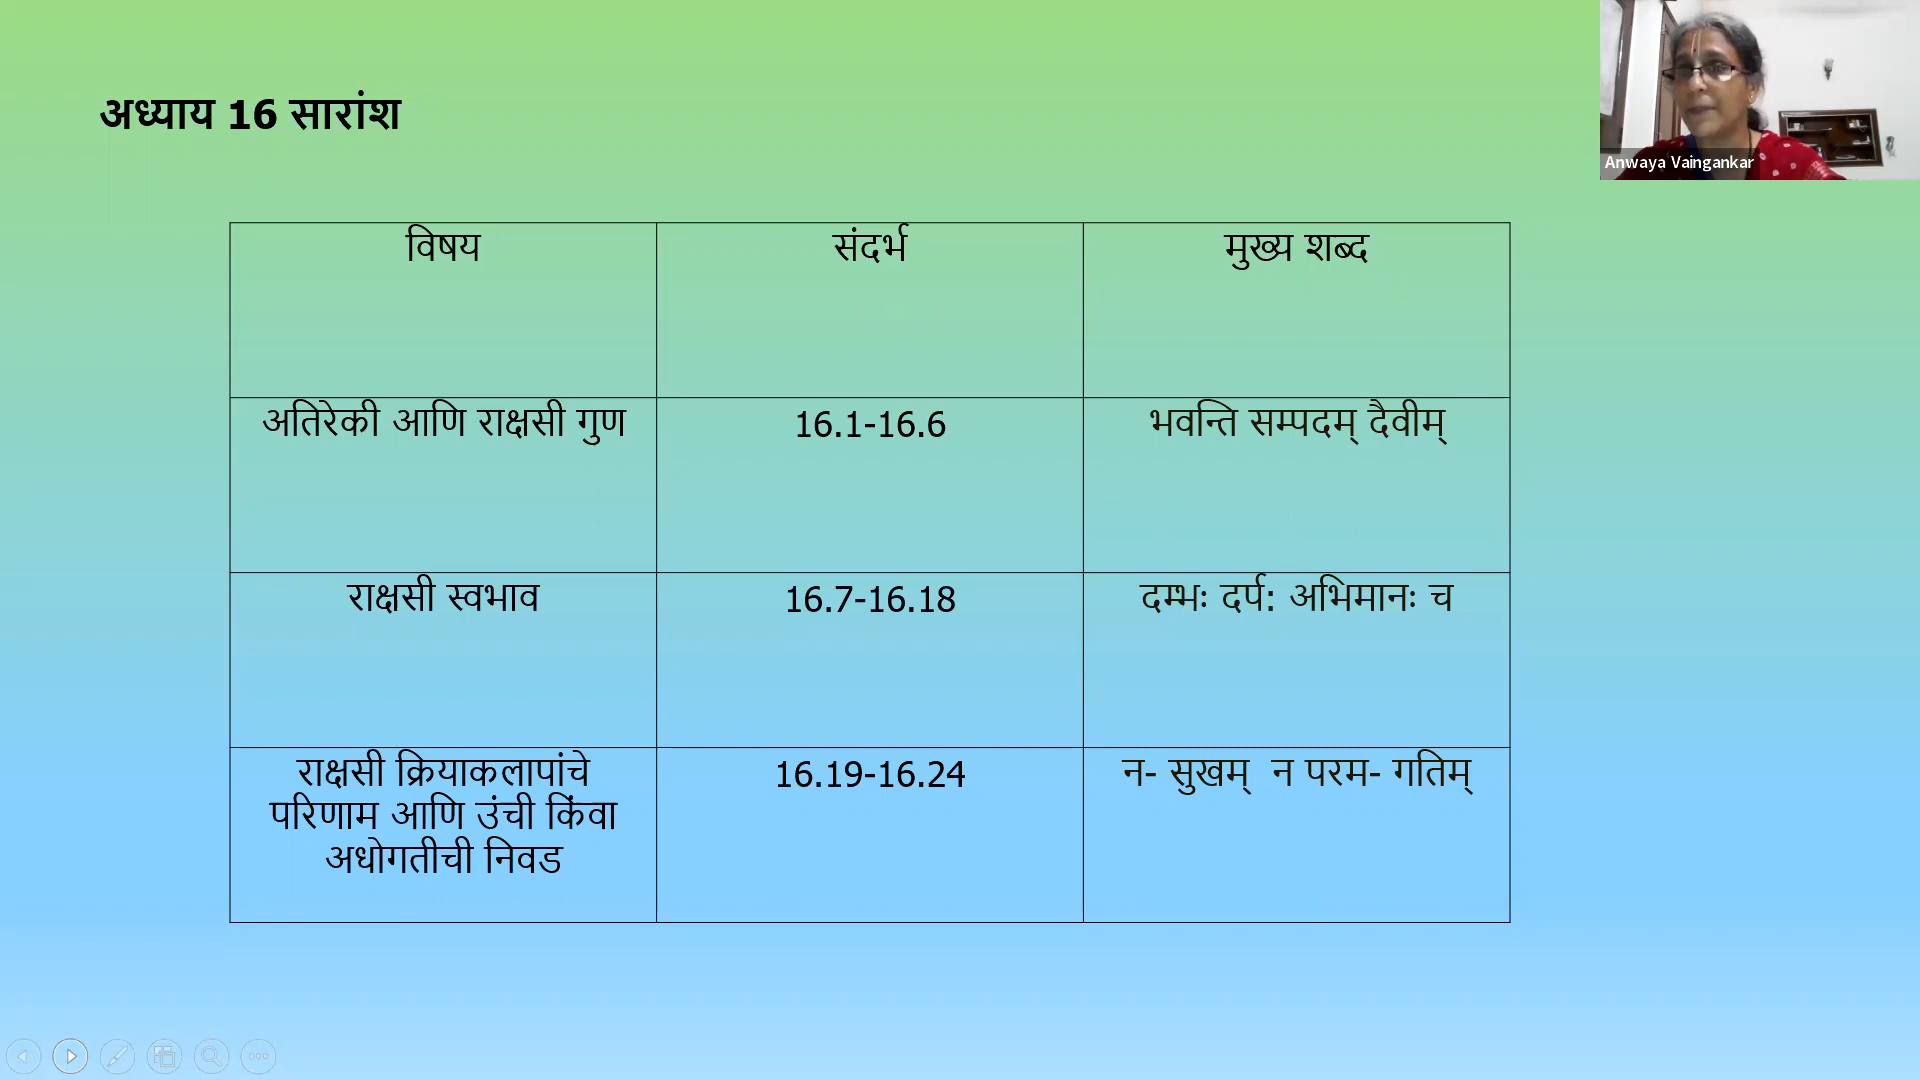 अध्याय 16 सारांश
Anwaya Vaingankar
विषय
संदर्भ
मुख्य शब्द
अतिरेकी आणि राक्षसी गुण
16.1-16.6
भवन्ति सम्पदम् दैवीम्
राक्षसी स्वभाव
16.7-16.18
दम्भः दर्प: अभिमानः च
राक्षसी क्रियाकलापांचे
परिणाम आणि उंची किंवा
अधोगतीची निवड
16.19-16.24
न- सुखम्  न परम- गतिम्